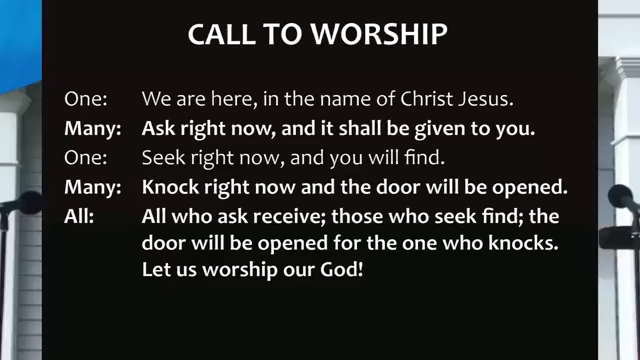 CALL TO WORSHIP
One: We are here, in the name of Christ Jesus.
Many: Ask right now, and it shall be given to you.
One: Seek right now, and you will find.
Many: Knock right now and the door will be opened.
All: All who ask receive; those who seek find; the
door will be opened for the one who knocks.
Let us worship our God!